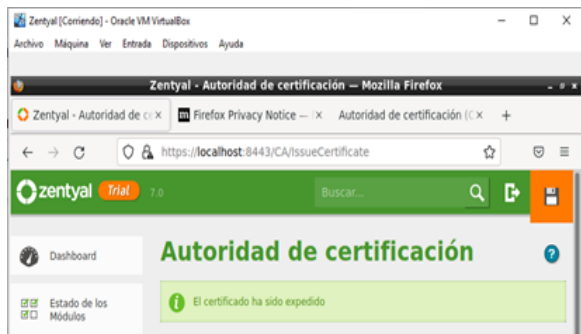 Zentyal [Corriendo] - Oracle VM VirtualBox
Archivo Máquina Ver Entrada Dispositivos Ayuda
Zentyal - Autoridad de certificación — Mozilla Firefox
Zentyal - Autoridad de ce
Firefox Privacy Notice —
Autoridad de certificación (C
https://localhost:8443/CA/IssueCertificate
zentyal Trial 7.0 Buscar...
Dashboard
Autoridad de certificación
Estado de los
Módulos
El certificado ha sido expedido